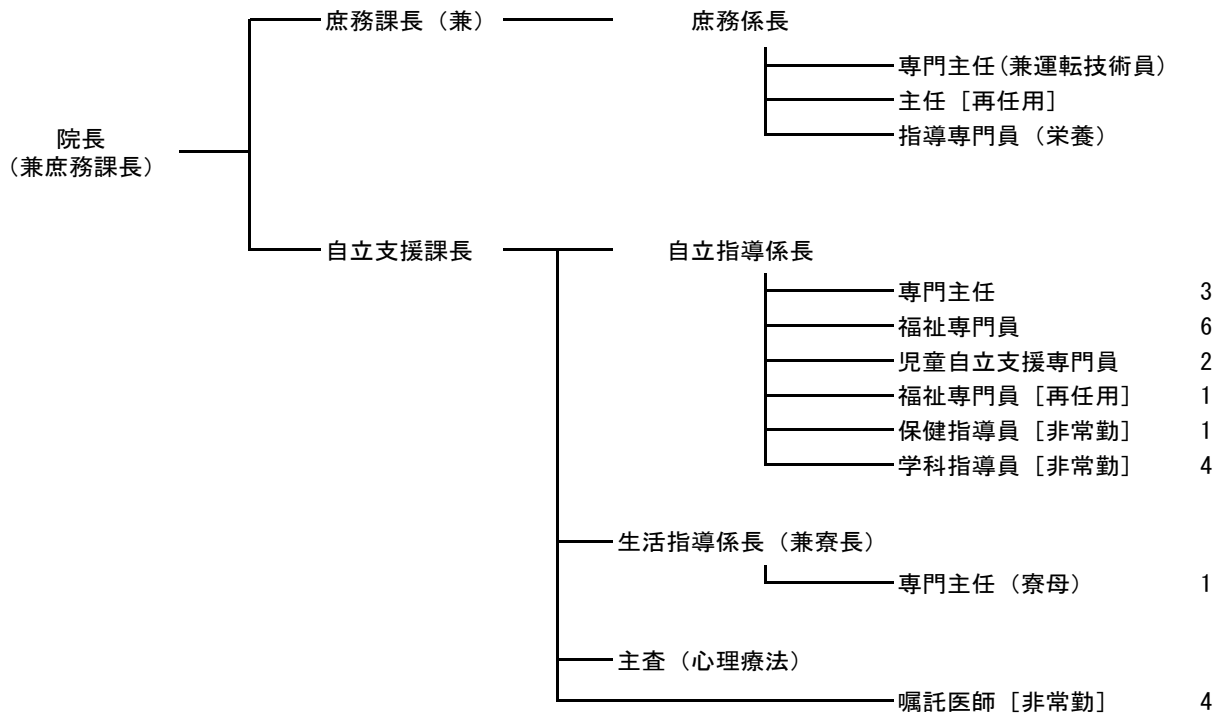 庶務課長（兼） 庶務係長
専門主任(兼運転技術員)
主任［再任用］
指導専門員（栄養）
院長
（兼庶務課長）
自立支援課長 自立指導係長
専門主任 3
福祉専門員 6
児童自立支援専門員 2
福祉専門員［再任用］ 1
保健指導員［非常勤］ 1
学科指導員［非常勤］ 4
生活指導係長（兼寮長）
専門主任（寮母） 1
主査（心理療法）
嘱託医師［非常勤］ 4